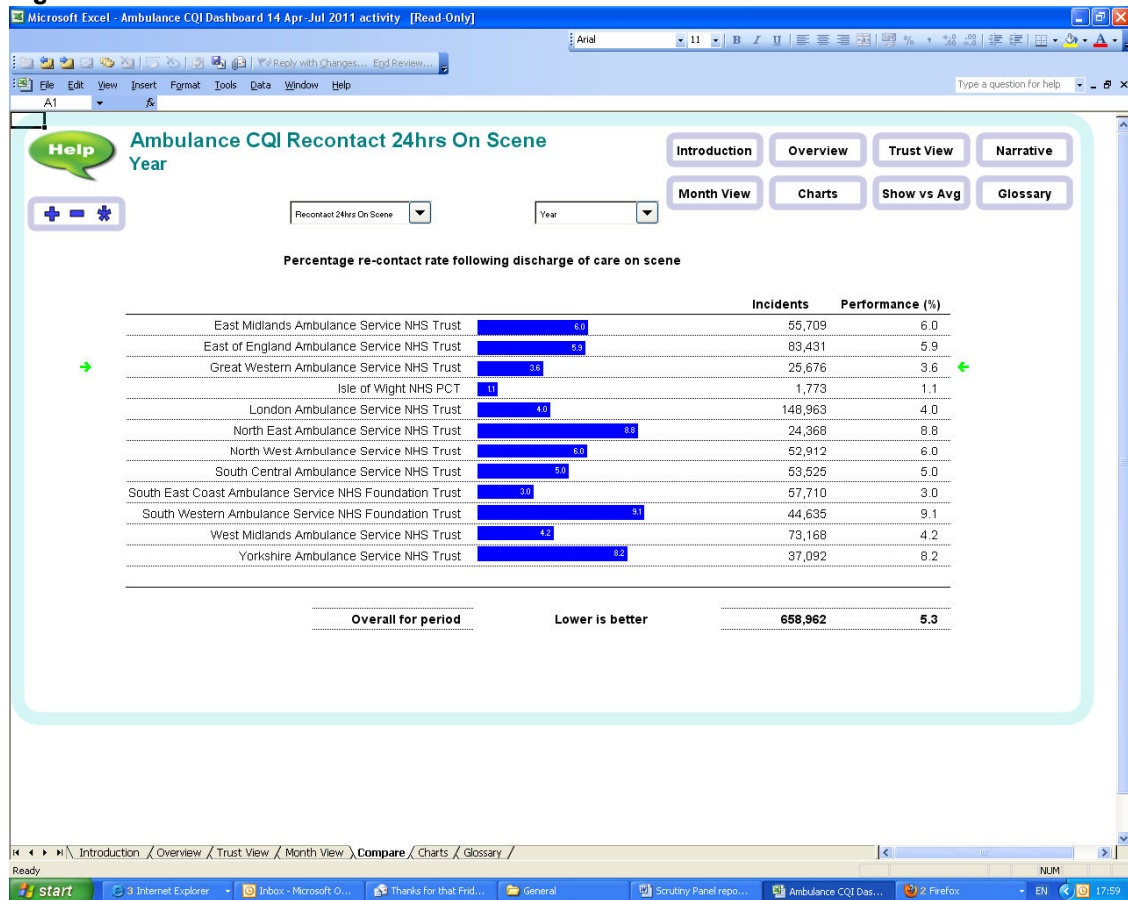 Microsoft Excel - Ambulance CQI Dashboard 14 Apr-Jul 2011 activity [Read-Only]
Arial 11 B I U
Reply with Changes... End Review...
File Edit View Insert Format Tools Data Window Help Type a question for help
A1 fx
Help
Ambulance CQI Recontact 24hrs On Scene
Year
Introduction Overview Trust View Narrative
Month View Charts Show vs Avg Glossary
Recontact 24hrs On Scene Year
Percentage re-contact rate following discharge of care on scene
Incidents Performance (%)
East Midlands Ambulance Service NHS Trust 6.0 55,709 6.0
East of England Ambulance Service NHS Trust 5.9 83,431 5.9
Great Western Ambulance Service NHS Trust 3.6 25,676 3.6
Isle of Wight NHS PCT 1.1 1,773 1.1
London Ambulance Service NHS Trust 4.0 148,963 4.0
North East Ambulance Service NHS Trust 8.8 24,368 8.8
North West Ambulance Service NHS Trust 6.0 52,912 6.0
South Central Ambulance Service NHS Trust 5.0 53,525 5.0
South East Coast Ambulance Service NHS Foundation Trust 3.0 57,710 3.0
South Western Ambulance Service NHS Foundation Trust 9.1 44,635 9.1
West Midlands Ambulance Service NHS Trust 4.2 73,168 4.2
Yorkshire Ambulance Service NHS Trust 8.2 37,092 8.2
Overall for period Lower is better 658,962 5.3
Introduction / Overview / Trust View / Month View \ Compare / Charts / Glossary /
Ready NUM
start 3 Internet Explorer Inbox - Microsoft O... Thanks for that Frid... General Scrutiny Panel repo... Ambulance CQI Das... 2 Firefox EN 17:59